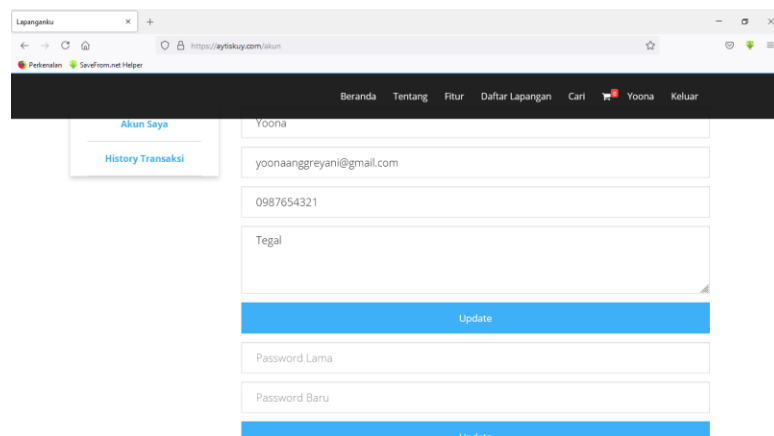 Lapanganku
https://aytiskuy.com/akun
Perkenalan SaveFrom.net Helper
Beranda Tentang Fitur Daftar Lapangan Cari Yoona Keluar
Akun Saya
History Transaksi
Yoona
yoonaanggreyani@gmail.com
0987654321
Tegal
Update
Password Lama
Password Baru
Update